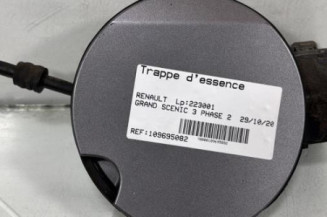 Trappe d'essence
RENAULT Lp:223001
GRAND SCENIC 3 PHASE 2 29/10/20
REF:109695082